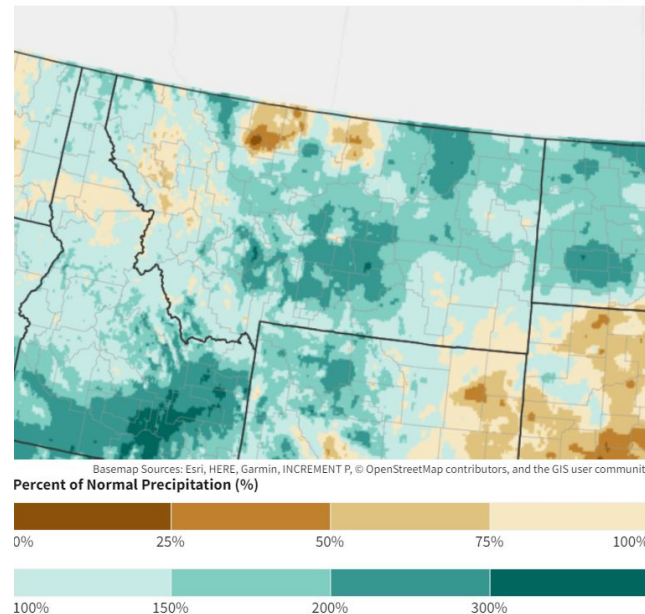 Basemap Sources: Esri, HERE, Garmin, INCREMENT P, © OpenStreetMap contributors, and the GIS user communit
Percent of Normal Precipitation (%)
0% 25% 50% 75% 100%
100% 150% 200% 300%